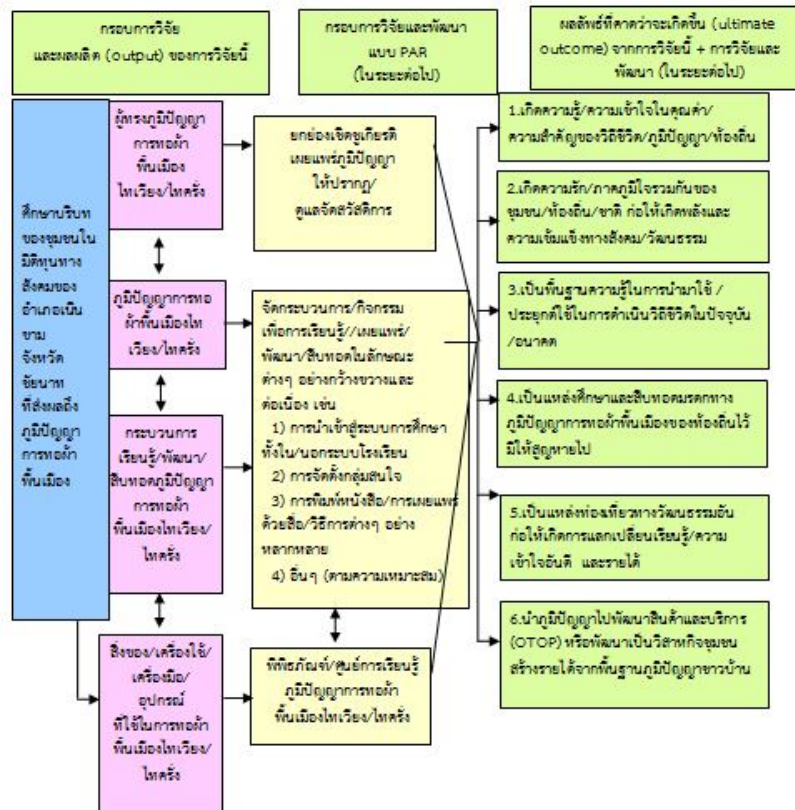 กรอบการวิจัย
และผลผลิต (output) ของการวิจัยนี้
กรอบการวิจัยและพัฒนา
แบบ PAR
(ในระยะต่อไป)
ผลลัพธ์ที่คาดว่าจะเกิดขึ้น (ultimate
outcome) จากการวิจัยนี้ + การวิจัยและ
พัฒนา (ในระยะต่อไป)
ศึกษาบริบท
ของชุมชนใน
มิติทุนทาง
สังคมของ
อำเภอเนิน
ขาม
จังหวัด
ชัยนาท
ที่ส่งผลถึง
ภูมิปัญญา
การทอผ้า
พื้นเมือง
ผู้ทรงภูมิปัญญา
การทอผ้า
พื้นเมือง
ไทเวียง/ไทครั่ง
ภูมิปัญญาการทอ
ผ้าพื้นเมืองไท
เวียง/ไทครั่ง
กระบวนการ
เรียนรู้/พัฒนา/
สืบทอดภูมิปัญญา
การทอผ้า
พื้นเมืองไทเวียง/
ไทครั่ง
สิ่งของ/เครื่องใช้/
เครื่องมือ/
อุปกรณ์
ที่ใช้ในการทอผ้า
พื้นเมืองไทเวียง/
ไทครั่ง
ยกย่องเชิดชูเกียรติ
เผยแพร่ภูมิปัญญา
ให้ปรากฏ/
ดูแลจัดสวัสดิการ
จัดกระบวนการ/กิจกรรม
เพื่อการเรียนรู้//เผยแพร่/
พัฒนา/สืบทอดในลักษณะ
ต่างๆ อย่างกว้างขวางและ
ต่อเนื่อง เช่น
1) การนำเข้าสู่ระบบการศึกษา
ทั้งใน/นอกระบบโรงเรียน
2) การจัดตั้งกลุ่มสนใจ
3) การพิมพ์หนังสือ/การเผยแพร่
ด้วยสื่อ/วิธีการต่างๆ อย่าง
หลากหลาย
4) อื่นๆ (ตามความเหมาะสม)
พิพิธภัณฑ์/ศูนย์การเรียนรู้
ภูมิปัญญาการทอผ้า
พื้นเมืองไทเวียง/ไทครั่ง
1.เกิดความรู้/ความเข้าใจในคุณค่า/
ความสำคัญของวิถีชีวิต/ภูมิปัญญา/ท้องถิ่น
2.เกิดความรัก/ภาคภูมิใจรวมกันของ
ชุมชน/ท้องถิ่น/ชาติ ก่อให้เกิดพลังและ
ความเข้มแข็งทางสังคม/วัฒนธรรม
3.เป็นพื้นฐานความรู้ในการนำมาใช้ /
ประยุกต์ใช้ในการดำเนินวิถีชีวิตในปัจจุบัน
/อนาคต
4.เป็นแหล่งศึกษาและสืบทอดมรดกทาง
ภูมิปัญญาการทอผ้าพื้นเมืองของท้องถิ่นไว้
มิให้สูญหายไป
5.เป็นแหล่งท่องเที่ยวทางวัฒนธรรมอัน
ก่อให้เกิดการแลกเปลี่ยนเรียนรู้/ความ
เข้าใจอันดี และรายได้
6.นำภูมิปัญญาไปพัฒนาสินค้าและบริการ
(OTOP) หรือพัฒนาเป็นวิสาหกิจชุมชน
สร้างรายได้จากพื้นฐานภูมิปัญญาชาวบ้าน